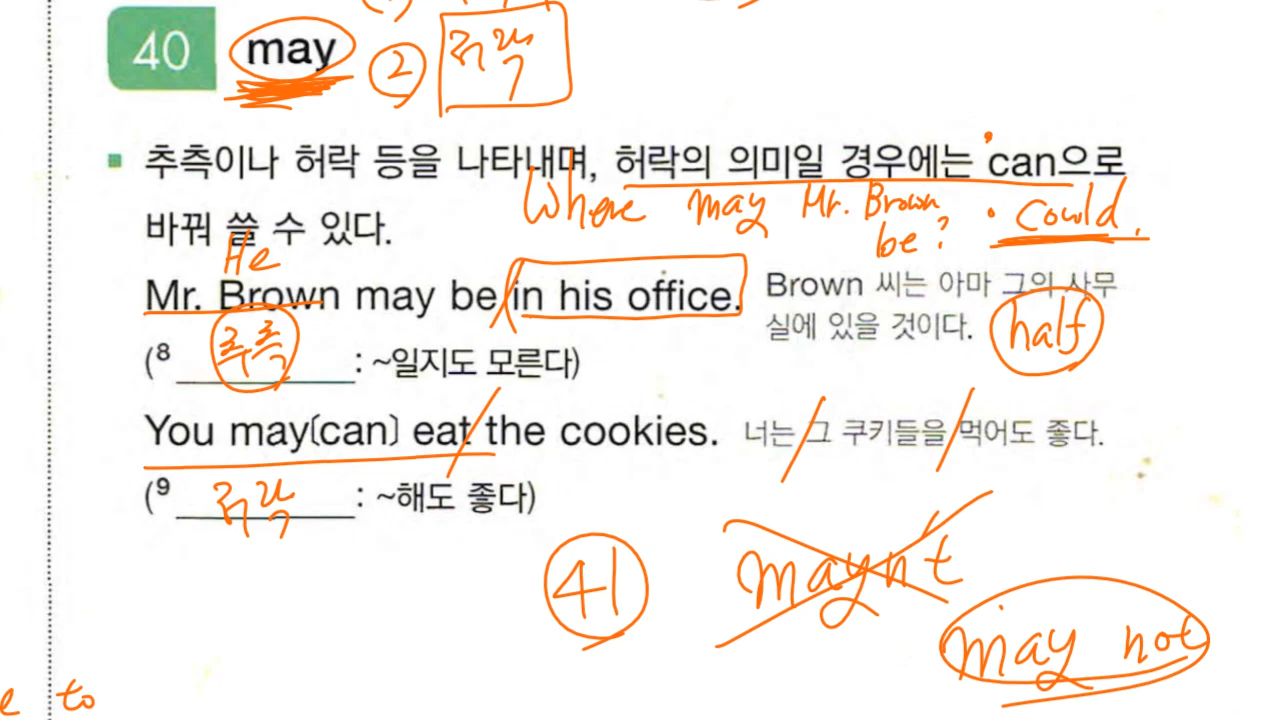 40 may ② 허락
추측이나 허락 등을 나타내며, 허락의 의미일 경우에는 can으로
Where may Mr. Brown be? could.
바꿔 쓸 수 있다.
He
Mr. Brown may be in his office. Brown 씨는 아마 그의 사무
실에 있을 것이다. half
(8 추측 : ~일지도 모른다)
You may(can) eat the cookies. 너는 그 쿠키들을 먹어도 좋다.
(9 허락 : ~해도 좋다)
41 maynt
may not
to